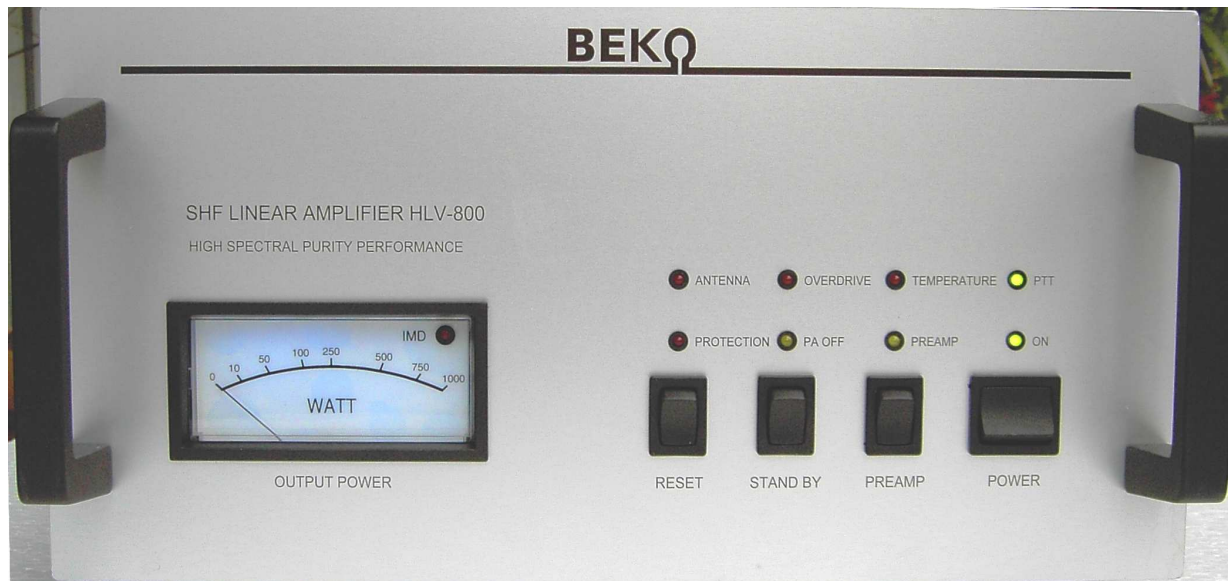 BEKO
SHF LINEAR AMPLIFIER HLV-800
HIGH SPECTRAL PURITY PERFORMANCE
ANTENNA OVERDRIVE TEMPERATURE PTT
PROTECTION PA OFF PREAMP ON
IMD
0 10 50 100 250 500 750 1000
WATT
OUTPUT POWER
RESET STAND BY PREAMP POWER